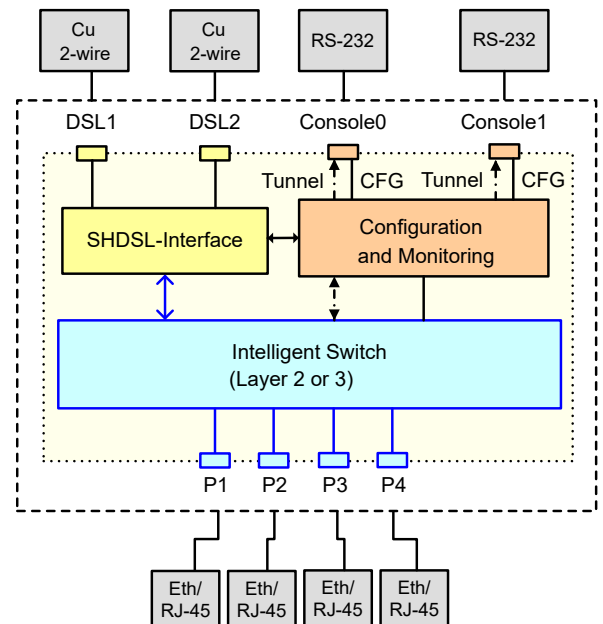 Cu
2-wire
Cu
2-wire
RS-232
RS-232
DSL1
DSL2
Console0
Console1
Tunnel
CFG
Tunnel
CFG
SHDSL-Interface
Configuration
and Monitoring
Intelligent Switch
(Layer 2 or 3)
P1
P2
P3
P4
Eth/
RJ-45
Eth/
RJ-45
Eth/
RJ-45
Eth/
RJ-45